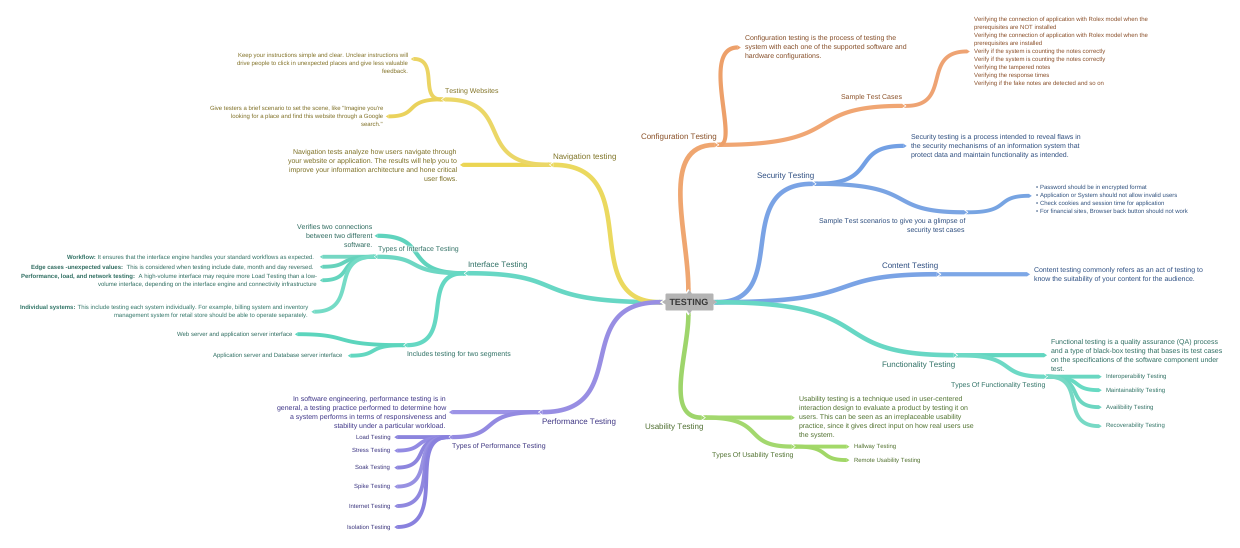 TESTING
Configuration Testing
Configuration testing is the process of testing the
system with each one of the supported software and
hardware configurations.
Sample Test Cases
Verifying the connection of application with Rolex model when the
prerequisites are NOT installed
Verifying the connection of application with Rolex model when the
prerequisites are installed
Verify if the system is counting the notes correctly
Verify if the system is counting the notes correctly
Verifying the tampered notes
Verifying the response times
Verifying if the fake notes are detected and so on
Security Testing
Security testing is a process intended to reveal flaws in
the security mechanisms of an information system that
protect data and maintain functionality as intended.
Sample Test scenarios to give you a glimpse of
security test cases
• Password should be in encrypted format
• Application or System should not allow invalid users
• Check cookies and session time for application
• For financial sites, Browser back button should not work
Content Testing
Content testing commonly refers as an act of testing to
know the suitability of your content for the audience.
Functionality Testing
Functional testing is a quality assurance (QA) process
and a type of black-box testing that bases its test cases
on the specifications of the software component under
test.
Types Of Functionality Testing
Interoperability Testing
Maintainability Testing
Availibility Testing
Recoverability Testing
Usability Testing
Usability testing is a technique used in user-centered
interaction design to evaluate a product by testing it on
users. This can be seen as an irreplaceable usability
practice, since it gives direct input on how real users use
the system.
Types Of Usability Testing
Hallway Testing
Remote Usability Testing
Navigation testing
Testing Websites
Keep your instructions simple and clear. Unclear instructions will
drive people to click in unexpected places and give less valuable
feedback.
Give testers a brief scenario to set the scene, like "Imagine you're
looking for a place and find this website through a Google
search."
Navigation tests analyze how users navigate through
your website or application. The results will help you to
improve your information architecture and hone critical
user flows.
Interface Testing
Verifies two connections
between two different
software.
Types of Interface Testing
Workflow: It ensures that the interface engine handles your standard workflows as expected.
Edge cases -unexpected values: This is considered when testing include date, month and day reversed.
Performance, load, and network testing: A high-volume interface may require more Load Testing than a low-
volume interface, depending on the interface engine and connectivity infrastructure
Individual systems: This include testing each system individually. For example, billing system and inventory
management system for retail store should be able to operate separately.
Includes testing for two segments
Web server and application server interface
Application server and Database server interface
Performance Testing
In software engineering, performance testing is in
general, a testing practice performed to determine how
a system performs in terms of responsiveness and
stability under a particular workload.
Types of Performance Testing
Load Testing
Stress Testing
Soak Testing
Spike Testing
Internet Testing
Isolation Testing